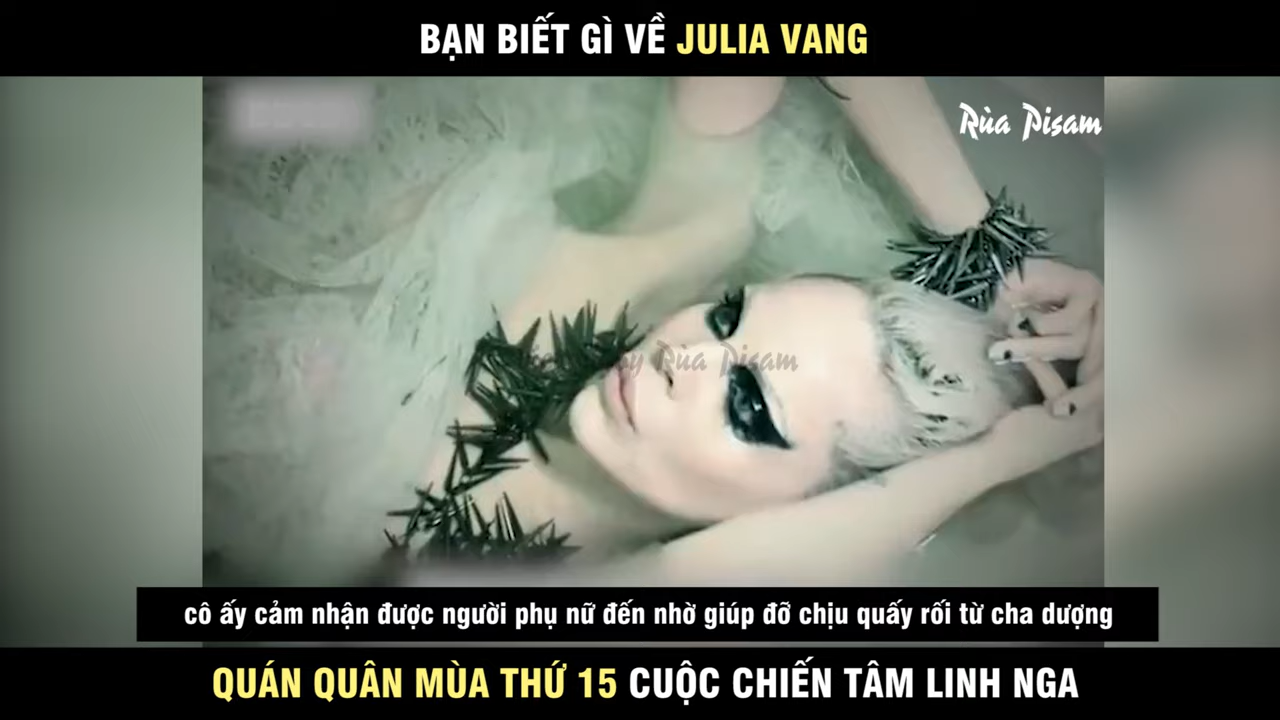 BẠN BIẾT GÌ VỀ JULIA VANG
Rùa Pisam
by Rùa Pisam
cô ấy cảm nhận được người phụ nữ đến nhờ giúp đỡ chịu quấy rối từ cha dượng
QUÁN QUÂN MÙA THỨ 15 CUỘC CHIẾN TÂM LINH NGA